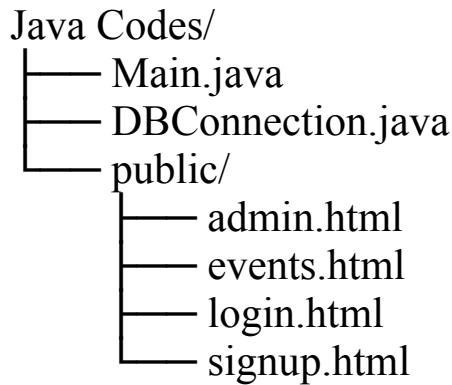 Java Codes/
Main.java
DBConnection.java
public/
admin.html
events.html
login.html
signup.html